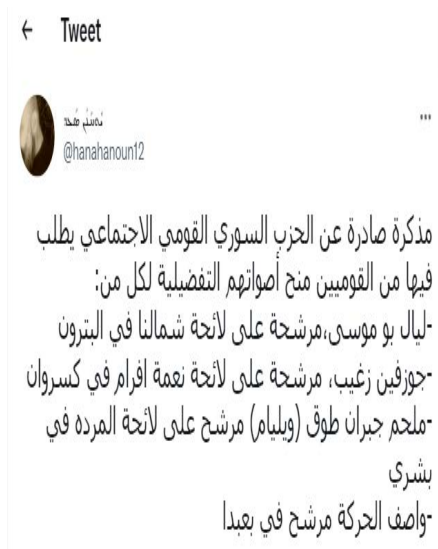 ← Tweet
@hanahanoun12
مذكرة صادرة عن الحزب السوري القومي الاجتماعي يطلب
فيها من القوميين منح أصواتهم التفضيلية لكل من:
-ليال بو موسى،مرشحة على لائحة شمالنا في البترون
-جوزفين زغيب، مرشحة على لائحة نعمة افرام في كسروان
-ملحم جبران طوق (ويليام) مرشح على لائحة المرده في
بشري
-واصف الحركة مرشح في بعبدا